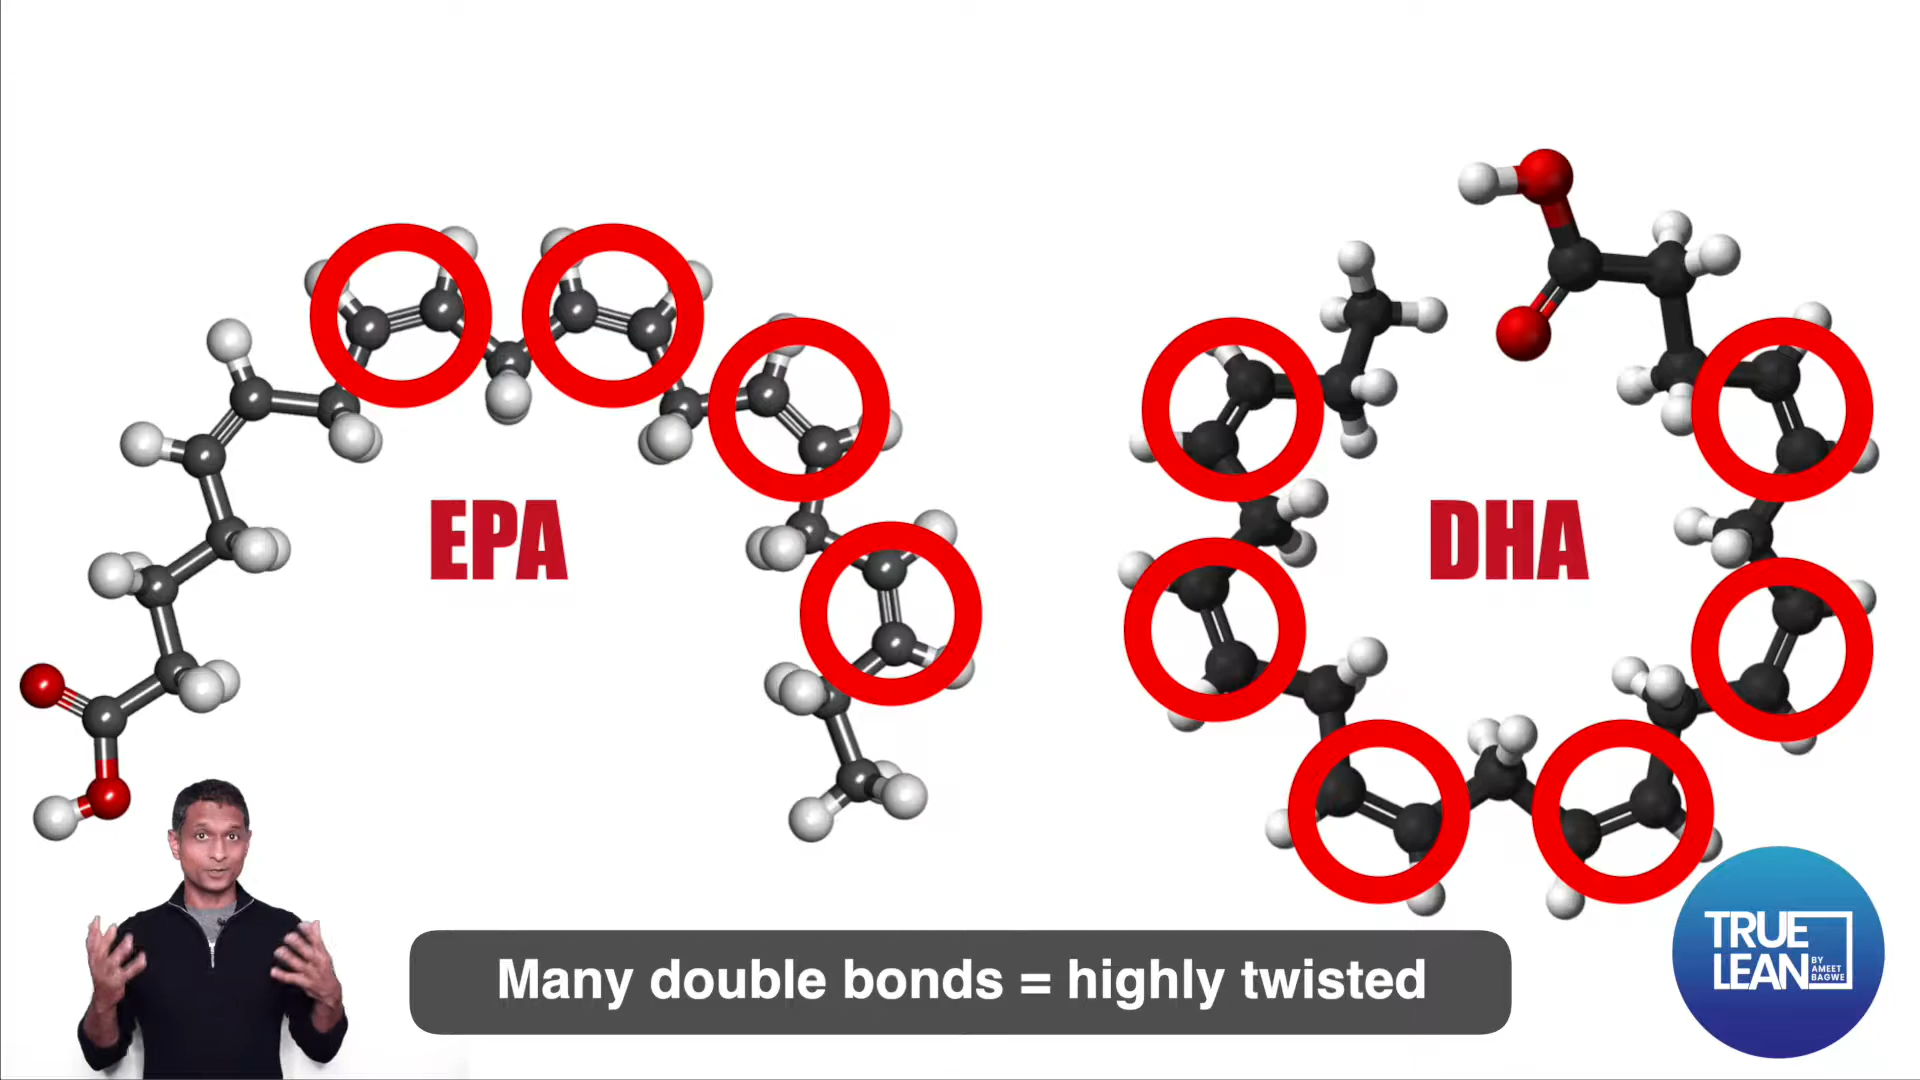 EPA
DHA
Many double bonds = highly twisted
TRUE
LEAN
BY
AMEET
BAGWE